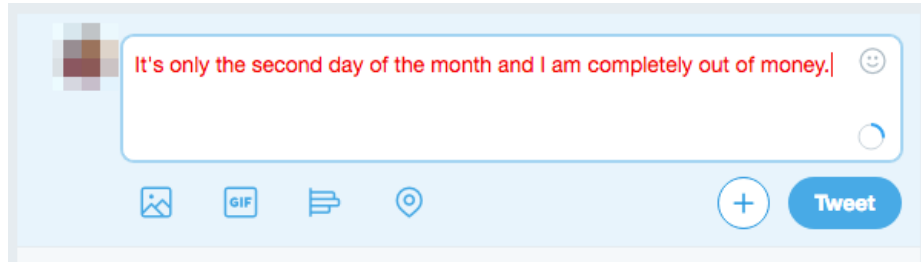 It's only the second day of the month and I am completely out of money.
GIF
Tweet